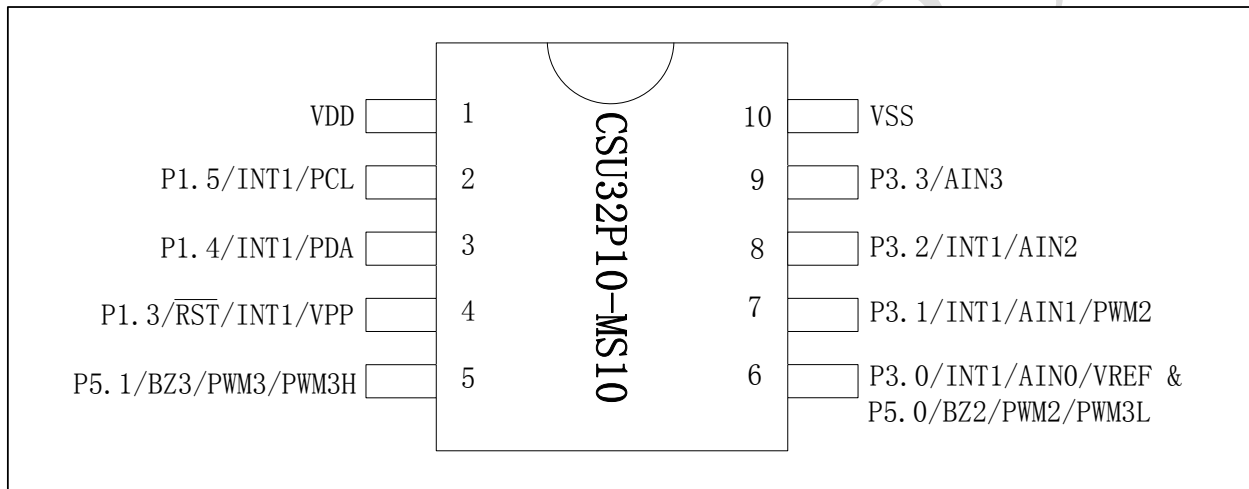 VDD 1 10 VSS
P1.5/INT1/PCL 2 9 P3.3/AIN3
P1.4/INT1/PDA 3 8 P3.2/INT1/AIN2
P1.3/R̅S̅T̅/INT1/VPP 4 7 P3.1/INT1/AIN1/PWM2
P5.1/BZ3/PWM3/PWM3H 5 6 P3.0/INT1/AIN0/VREF &
P5.0/BZ2/PWM2/PWM3L
CSU32P10-MS10